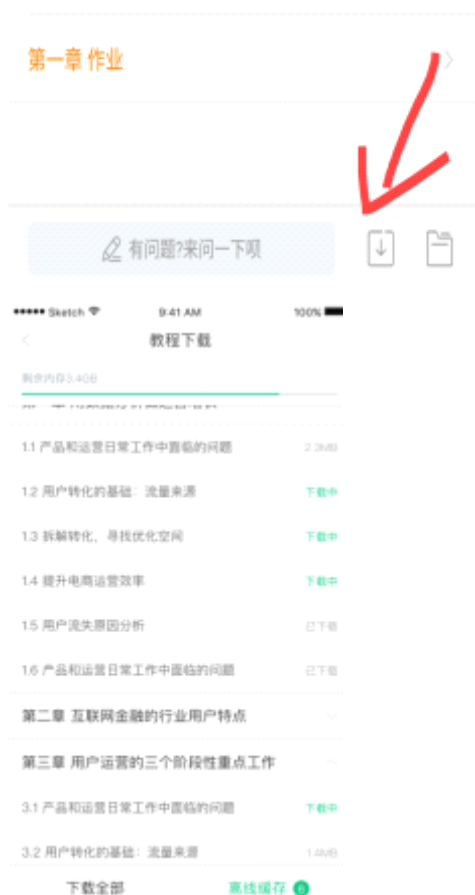 第一章 作业
有问题?来问一下呗
Sketch 9:41 AM 100%
教程下载
剩余内存3.4GB
1.1 产品和运营日常工作中面临的问题 2.3MB
1.2 用户转化的基础：流量来源 下载中
1.3 拆解转化，寻找优化空间 下载中
1.4 提升电商运营效率 下载中
1.5 用户流失原因分析 已下载
1.6 产品和运营日常工作中面临的问题 已下载
第二章 互联网金融的行业用户特点
第三章 用户运营的三个阶段性重点工作
3.1 产品和运营日常工作中面临的问题 下载中
3.2 用户转化的基础：流量来源 1.4MB
下载全部 离线缓存 6